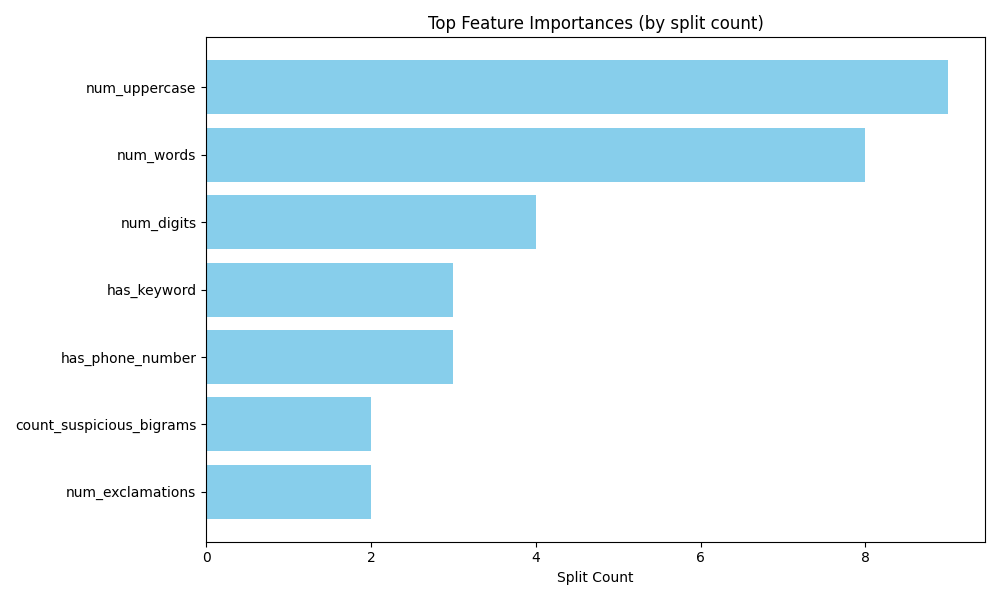 Top Feature Importances (by split count)
num_uppercase
num_words
num_digits
has_keyword
has_phone_number
count_suspicious_bigrams
num_exclamations
0 2 4 6 8
Split Count